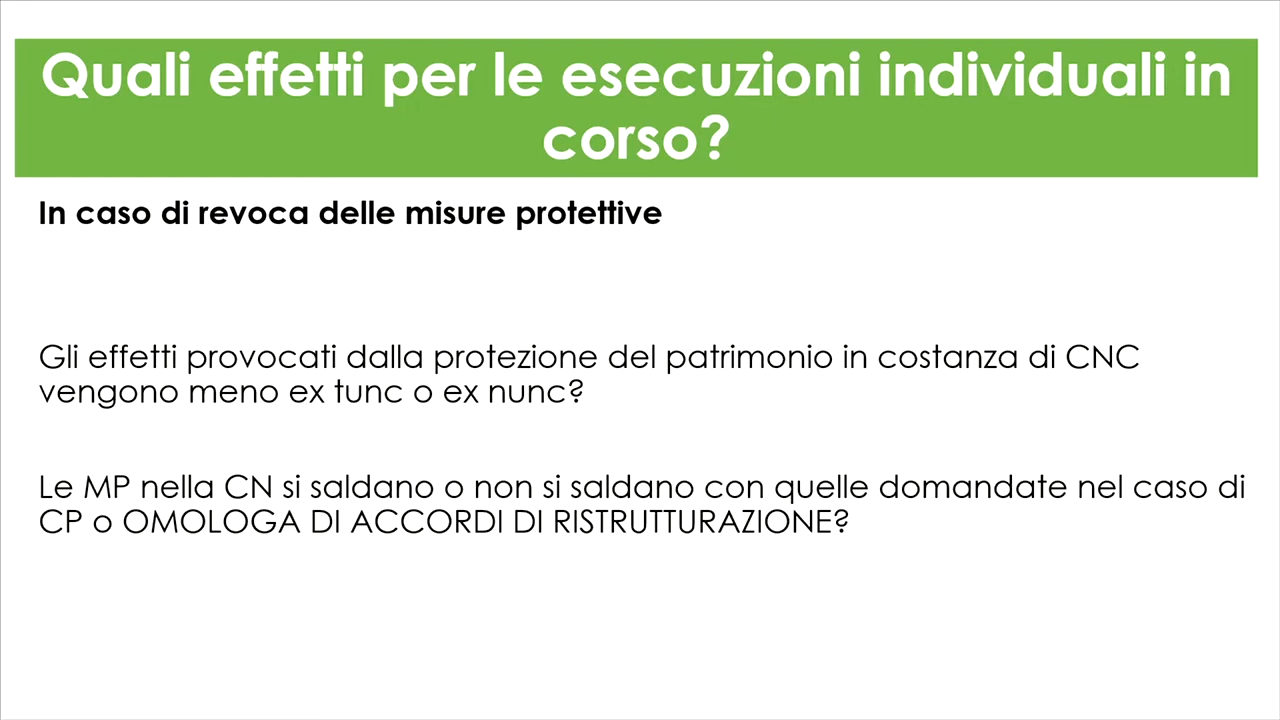 Quali effetti per le esecuzioni individuali in
corso?
In caso di revoca delle misure protettive
Gli effetti provocati dalla protezione del patrimonio in costanza di CNC
vengono meno ex tunc o ex nunc?
Le MP nella CN si saldano o non si saldano con quelle domandate nel caso di
CP o OMOLOGA DI ACCORDI DI RISTRUTTURAZIONE?